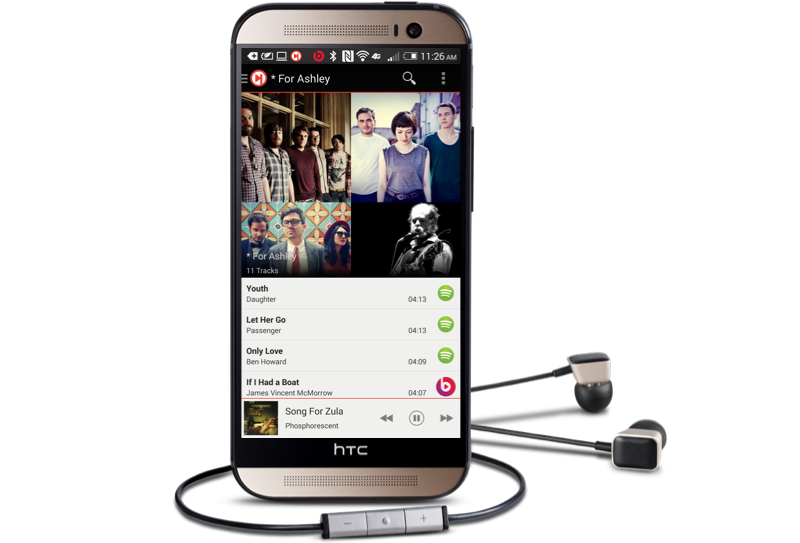 4G 11:26 AM
* For Ashley
* For Ashley
11 Tracks
Youth
Daughter 04:13
Let Her Go
Passenger 04:13
Only Love
Ben Howard 04:09
If I Had a Boat
James Vincent McMorrow 04:07
Song For Zula
Phosphorescent
hTC
− +